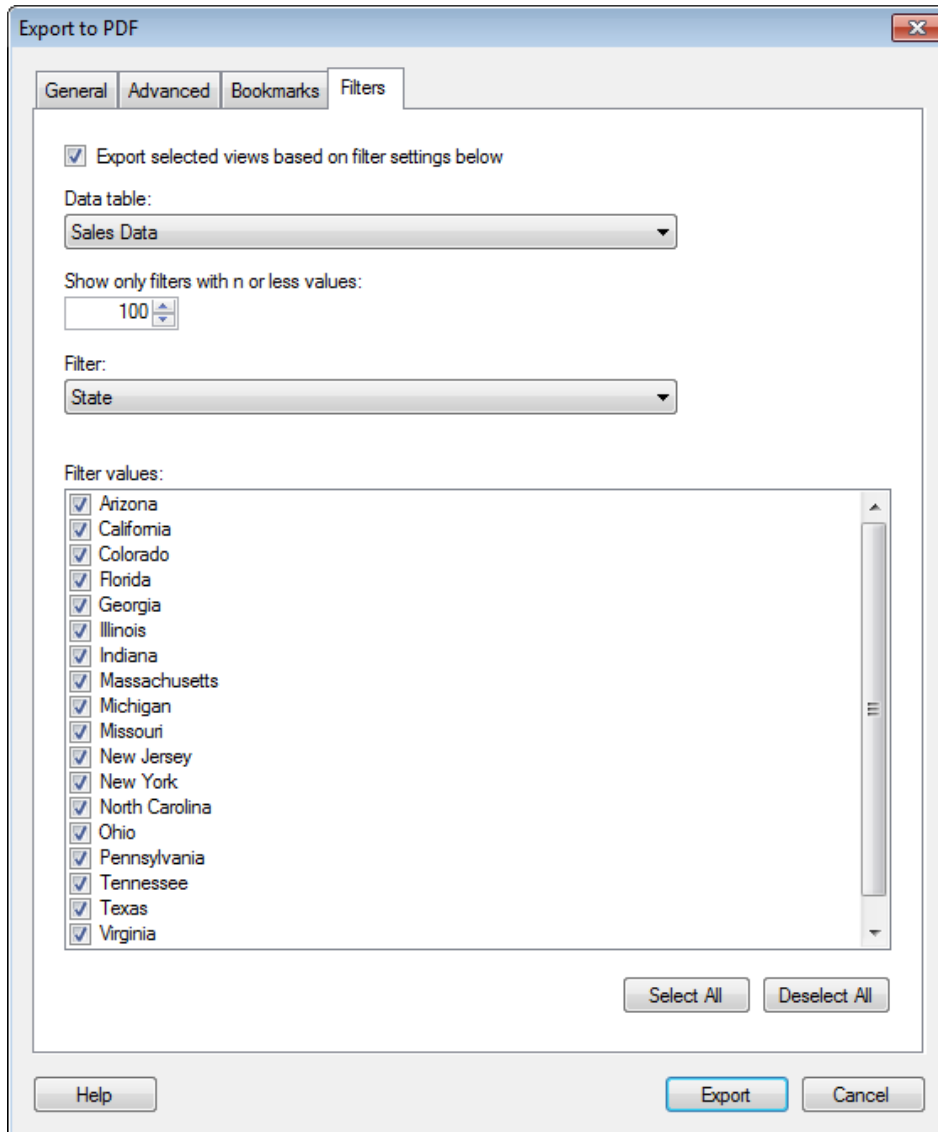 Export to PDF
General Advanced Bookmarks Filters
Export selected views based on filter settings below
Data table:
Sales Data
Show only filters with n or less values:
100
Filter:
State
Filter values:
Arizona
California
Colorado
Florida
Georgia
Illinois
Indiana
Massachusetts
Michigan
Missouri
New Jersey
New York
North Carolina
Ohio
Pennsylvania
Tennessee
Texas
Virginia
Select All Deselect All
Help Export Cancel